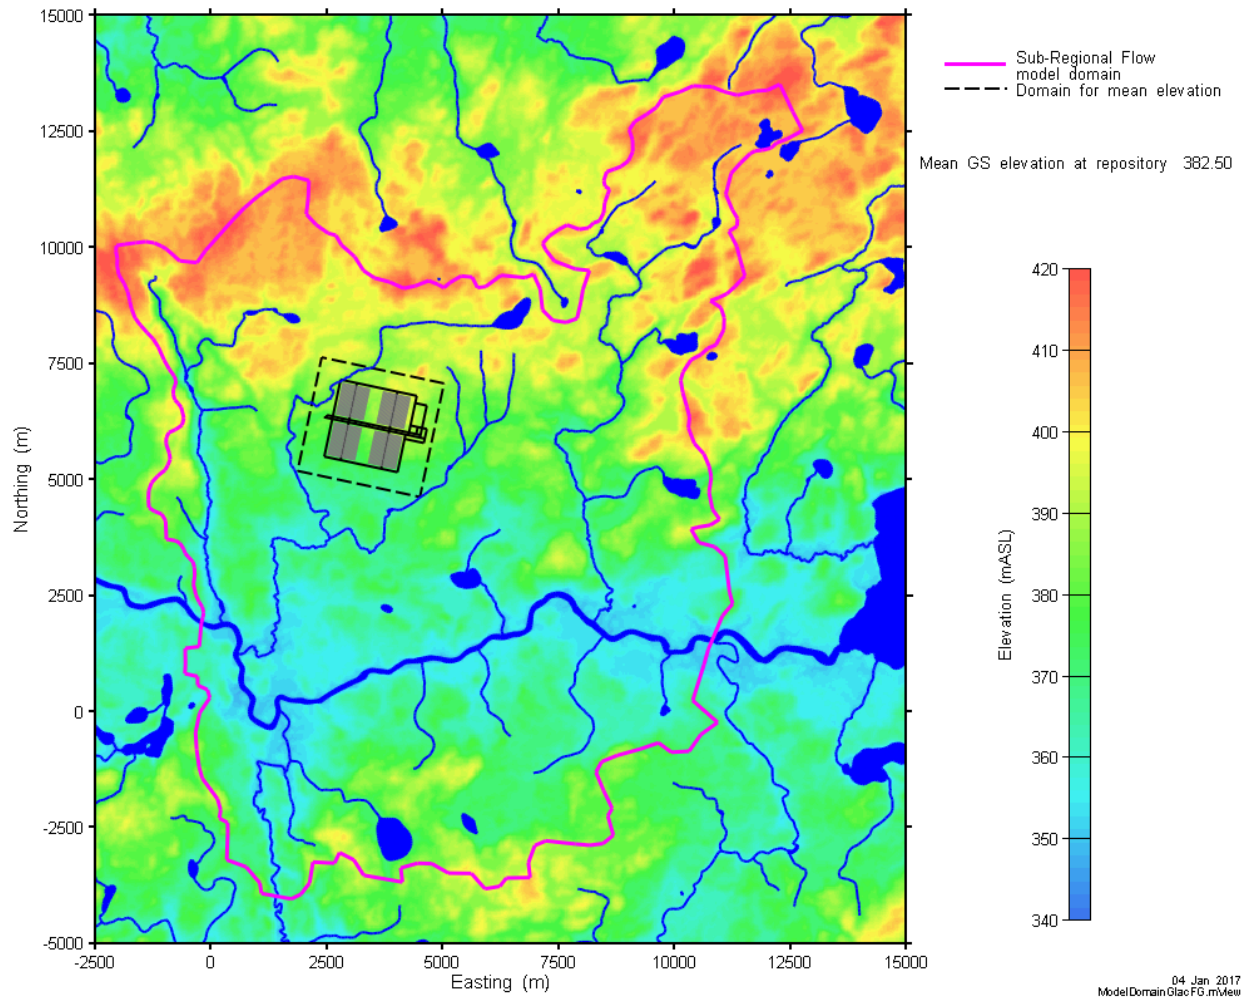 15000
12500
10000
7500
5000
2500
0
-2500
-5000
Northing (m)
-2500 0 2500 5000 7500 10000 12500 15000
Easting (m)
Sub-Regional Flow
model domain
Domain for mean elevation
Mean GS elevation at repository 382.50
420
410
400
390
380
370
360
350
340
Elevation (mASL)
04 Jan 2017
ModelDomainGlacFG.mView